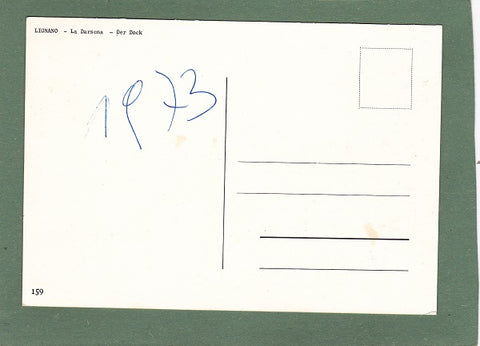 LIGNANO - La Darsena - Der Dock
1973
159